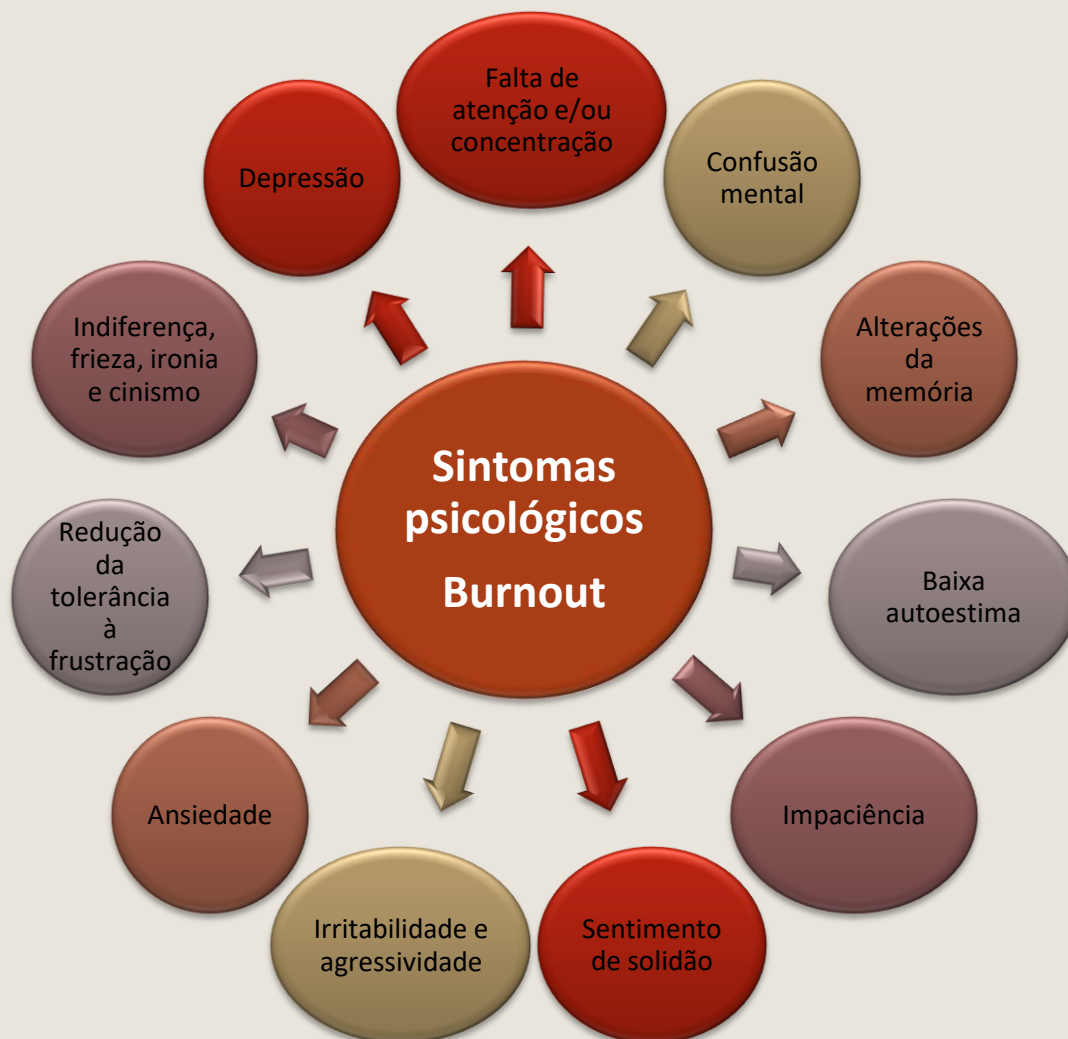 Sintomas
psicológicos
Burnout
Falta de
atenção e/ou
concentração
Confusão
mental
Alterações
da
memória
Baixa
autoestima
Impaciência
Sentimento
de solidão
Irritabilidade e
agressividade
Ansiedade
Redução
da
tolerância
à
frustração
Indiferença,
frieza, ironia
e cinismo
Depressão